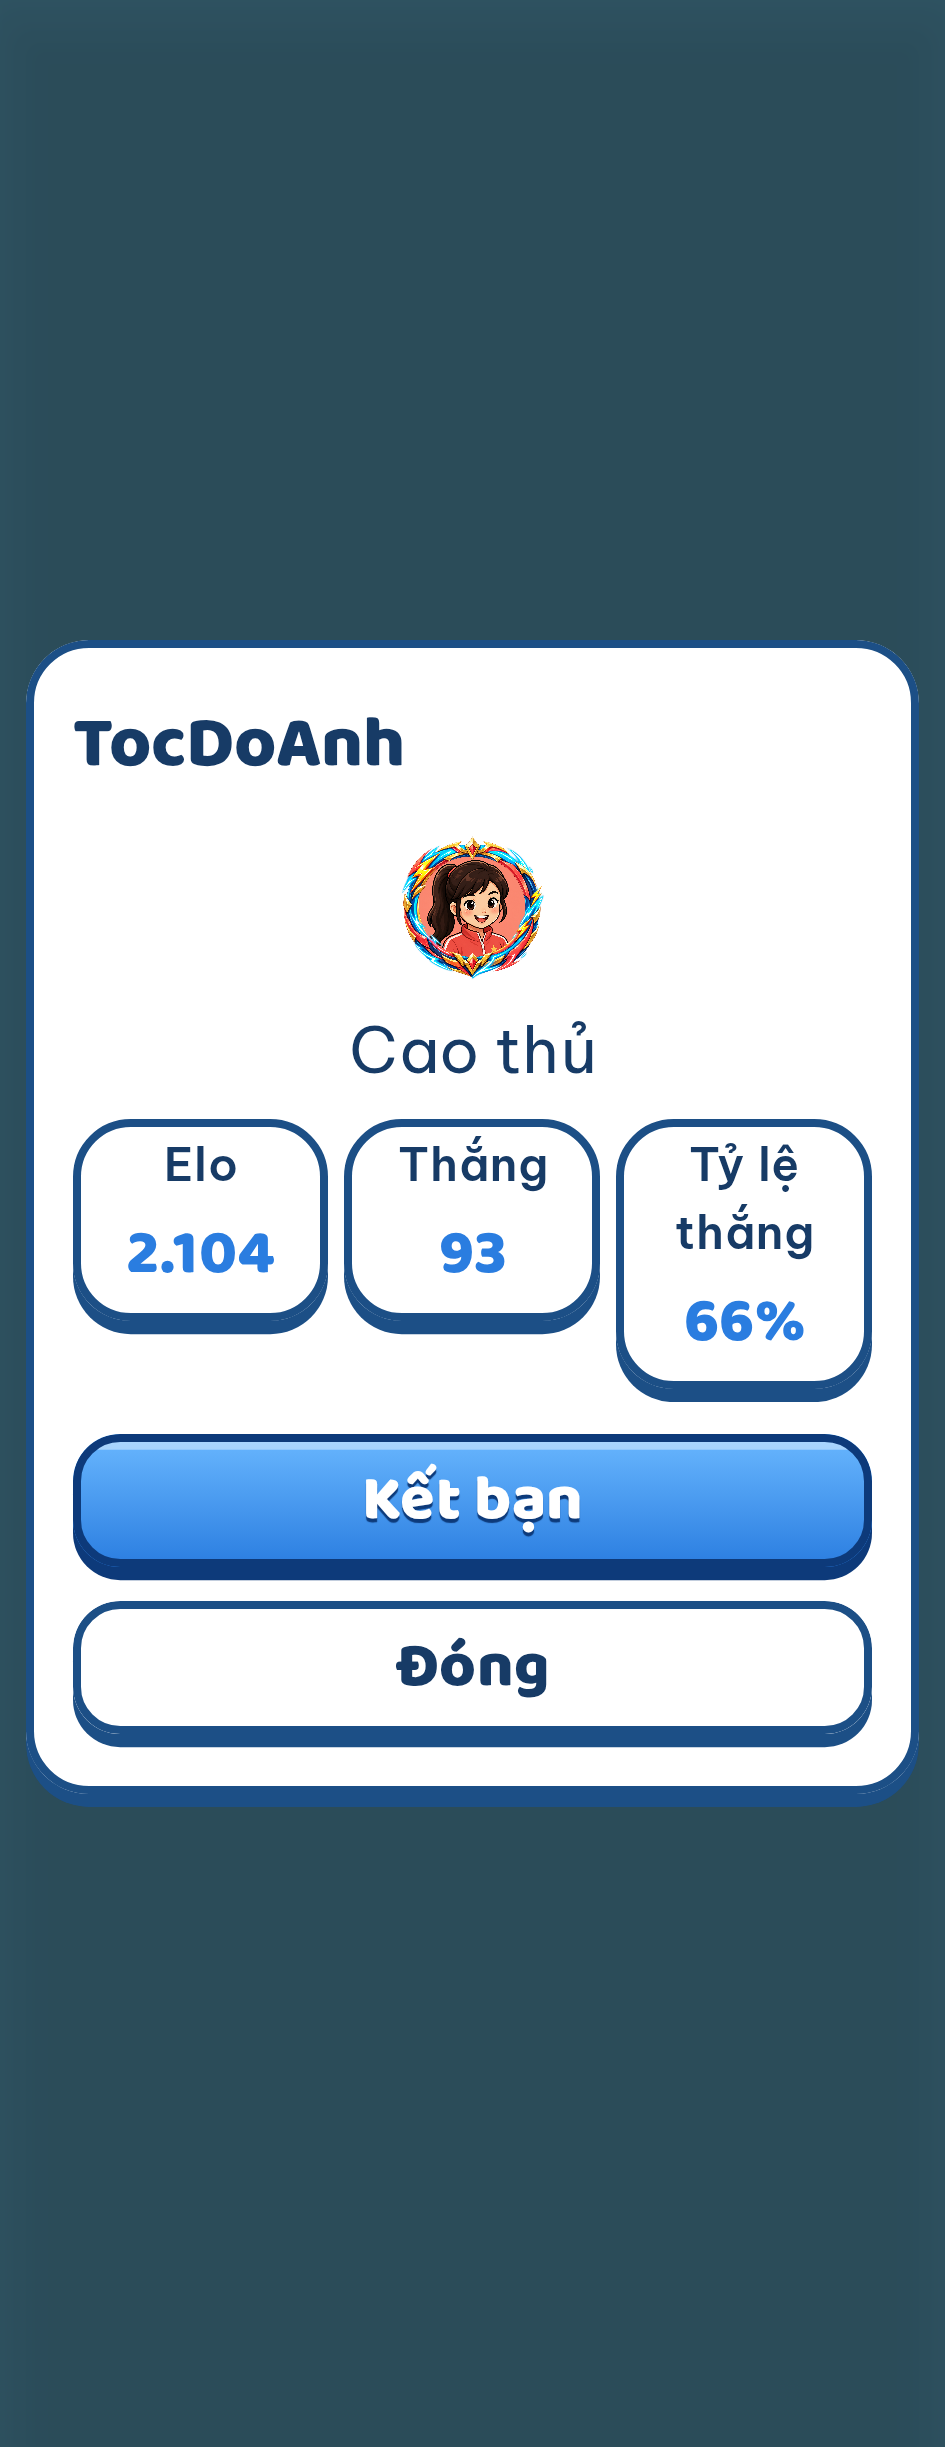 TocDoAnh
Cao thủ
Elo
2.104
Thắng
93
Tỷ lệ
thắng
66%
Kết bạn
Đóng